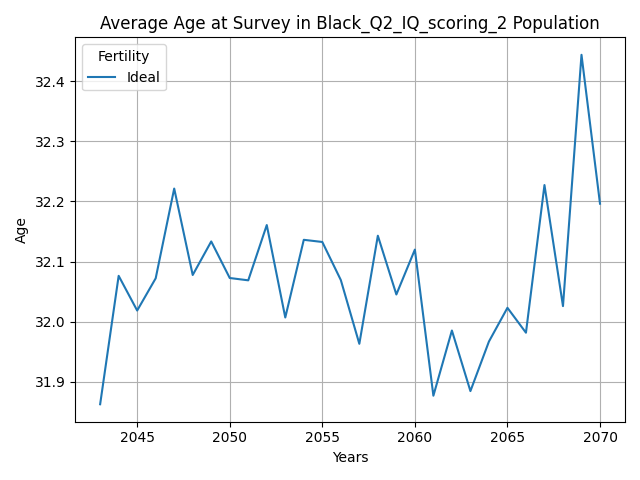 Average Age at Survey in Black_Q2_IQ_scoring_2 Population
Fertility
Ideal
32.4
32.3
32.2
32.1
32.0
31.9
Age
2045 2050 2055 2060 2065 2070
Years